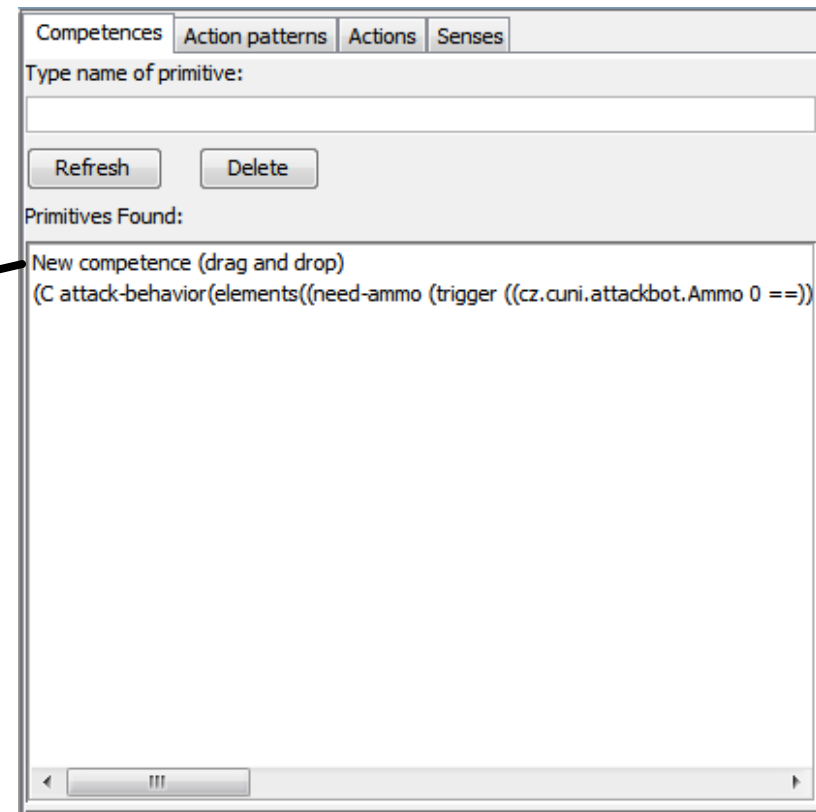 Competences Action patterns Actions Senses
Type name of primitive:
Refresh Delete
Primitives Found:
New competence (drag and drop)
(C attack-behavior(elements((need-ammo (trigger ((cz.cuni.attackbot.Ammo 0 ==))